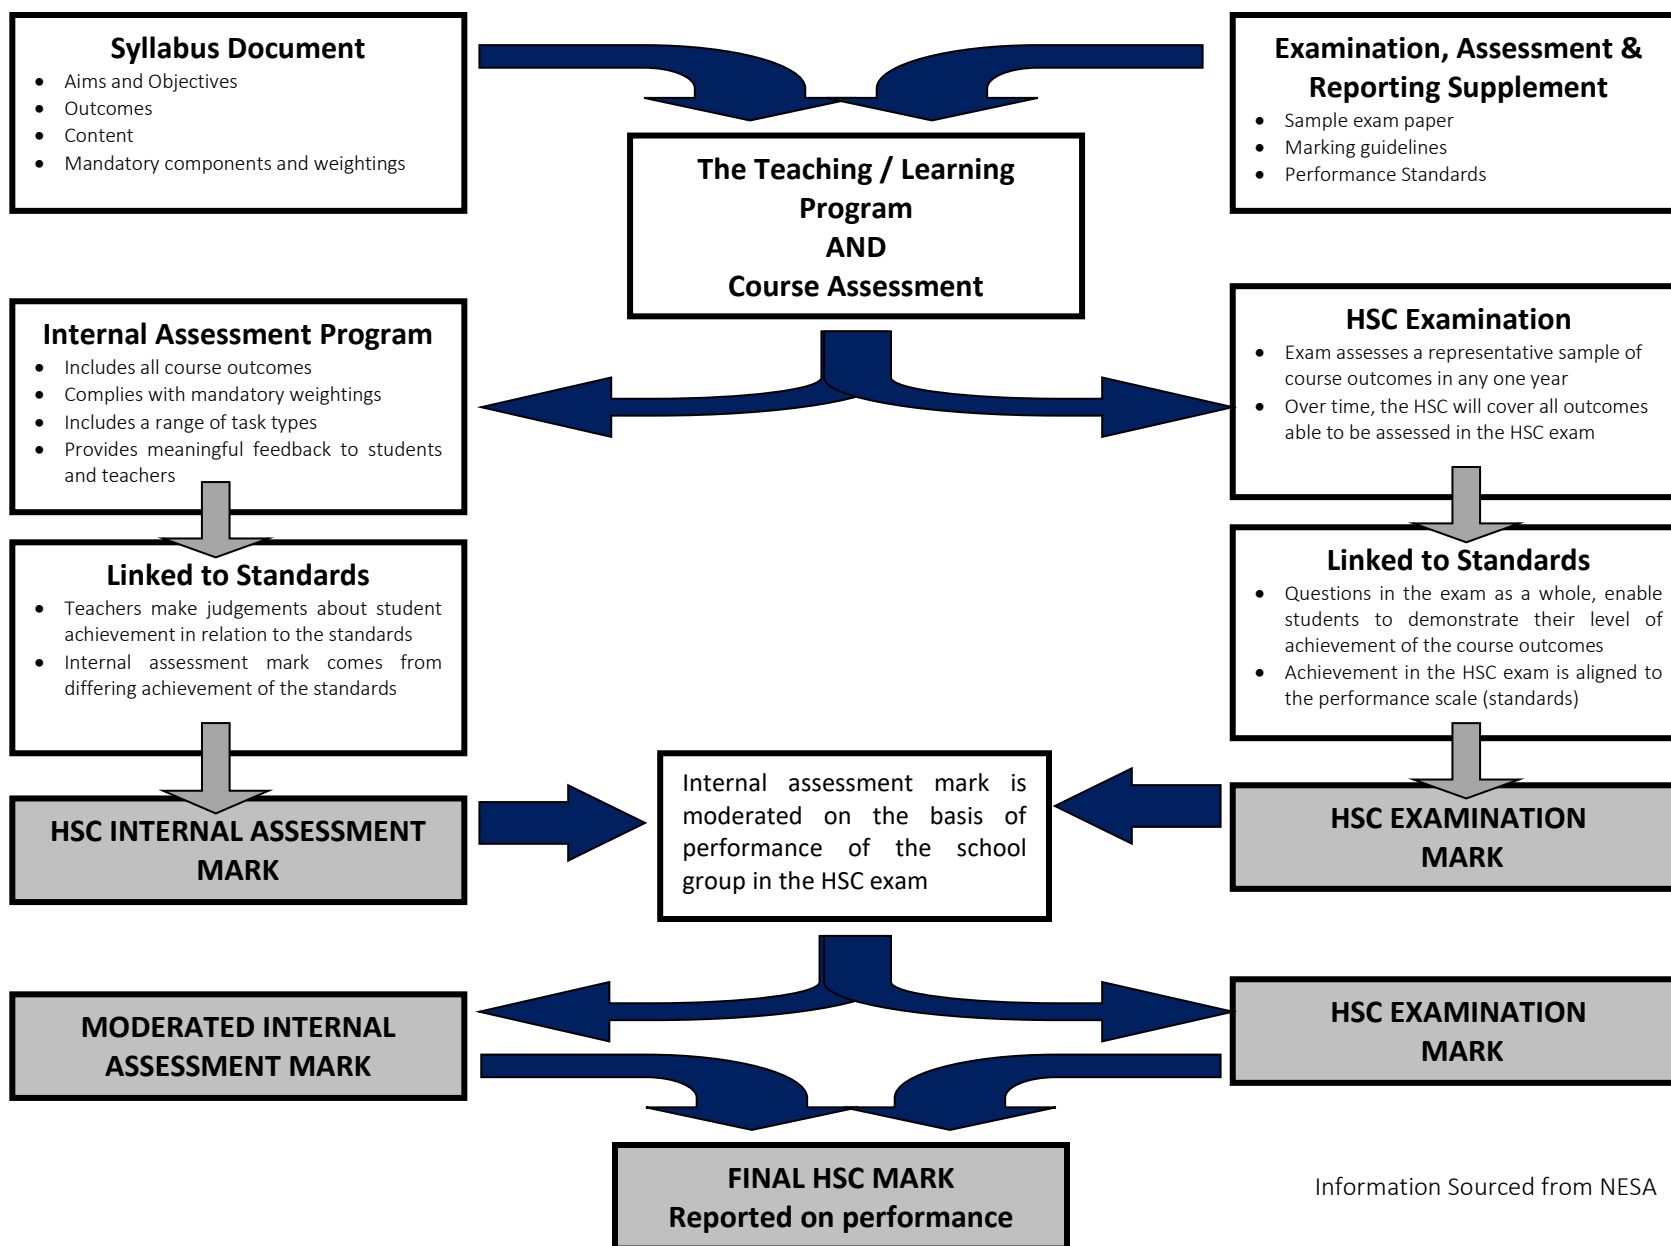 Syllabus Document
• Aims and Objectives
• Outcomes
• Content
• Mandatory components and weightings
Examination, Assessment &
Reporting Supplement
• Sample exam paper
• Marking guidelines
• Performance Standards
The Teaching / Learning
Program
AND
Course Assessment
Internal Assessment Program
• Includes all course outcomes
• Complies with mandatory weightings
• Includes a range of task types
• Provides meaningful feedback to students
and teachers
HSC Examination
• Exam assesses a representative sample of
course outcomes in any one year
• Over time, the HSC will cover all outcomes
able to be assessed in the HSC exam
Linked to Standards
• Teachers make judgements about student
achievement in relation to the standards
• Internal assessment mark comes from
differing achievement of the standards
Linked to Standards
• Questions in the exam as a whole, enable
students to demonstrate their level of
achievement of the course outcomes
• Achievement in the HSC exam is aligned to
the performance scale (standards)
HSC INTERNAL ASSESSMENT
MARK
Internal assessment mark is
moderated on the basis of
performance of the school
group in the HSC exam
HSC EXAMINATION
MARK
MODERATED INTERNAL
ASSESSMENT MARK
HSC EXAMINATION
MARK
FINAL HSC MARK
Reported on performance
Information Sourced from NESA